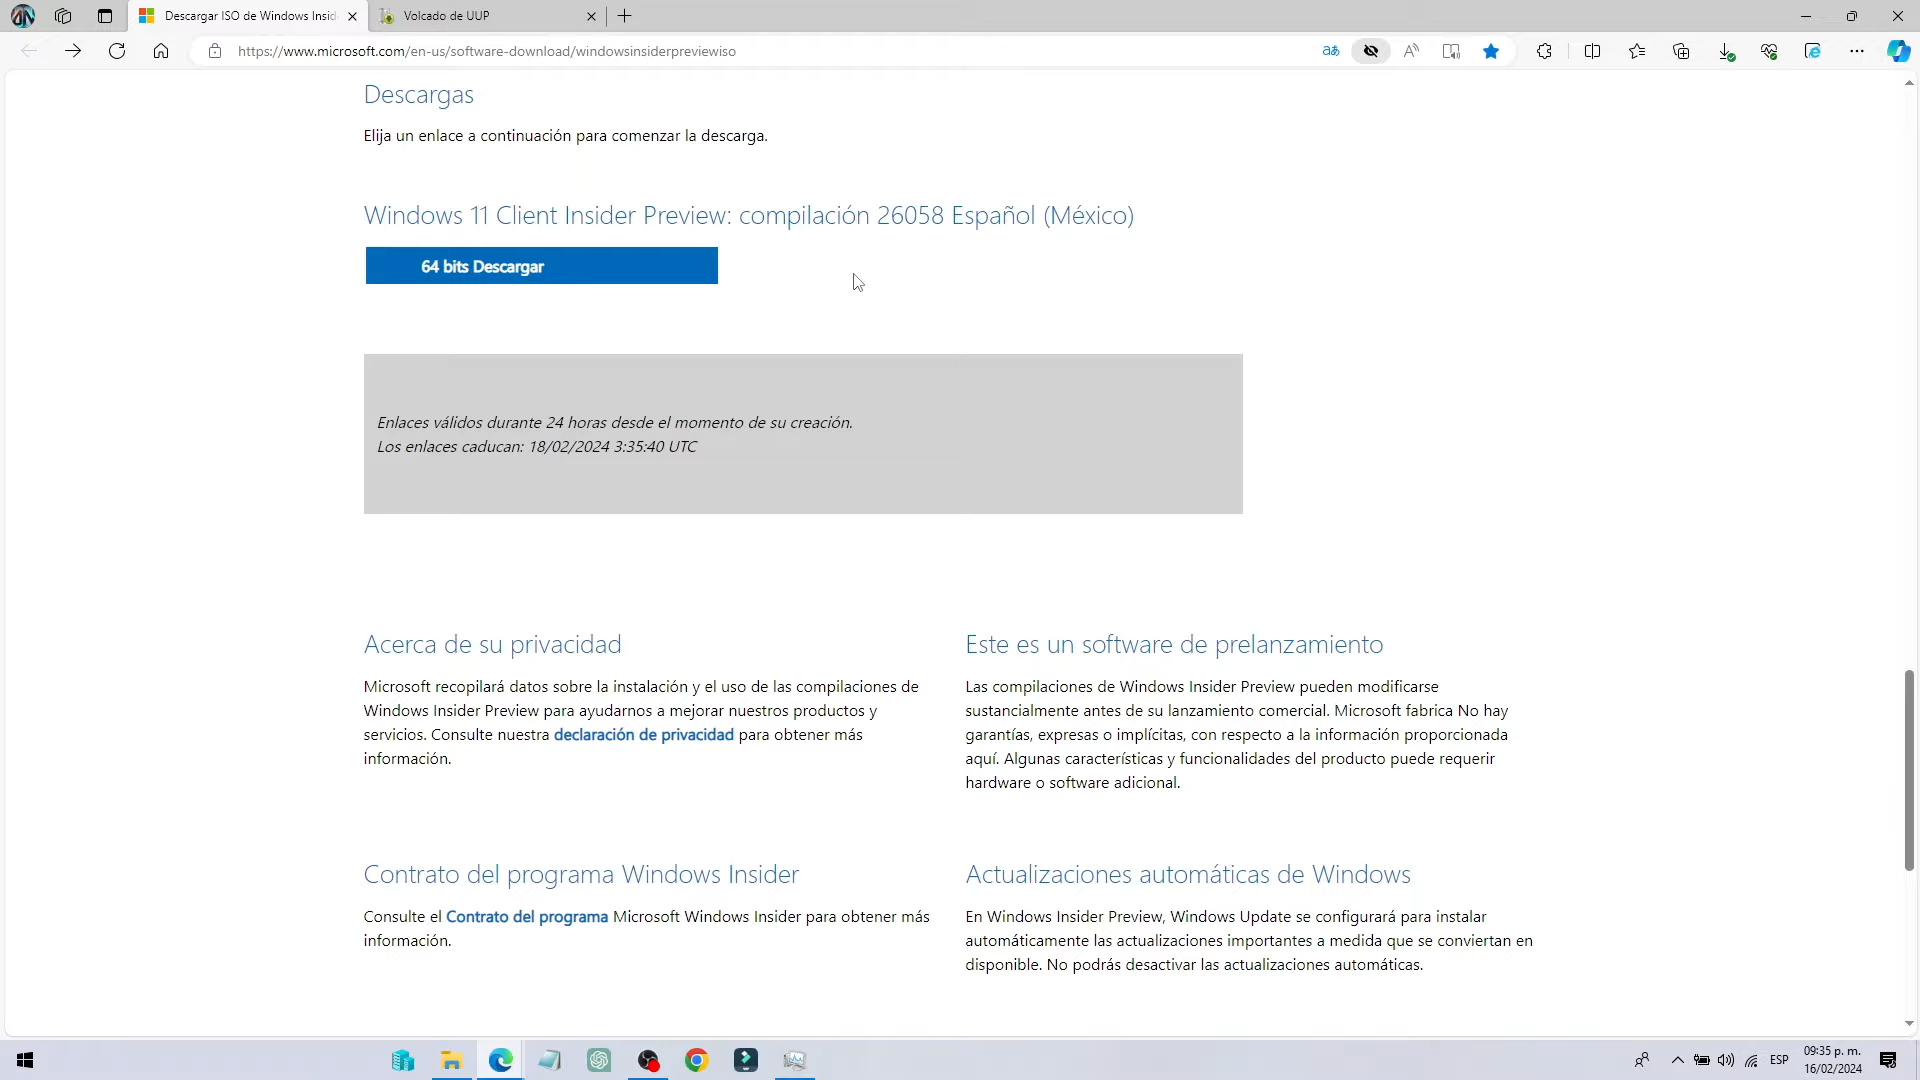 Descargar ISO de Windows Insid
Volcado de UUP
https://www.microsoft.com/en-us/software-download/windowsinsiderpreviewiso
Descargas
Elija un enlace a continuación para comenzar la descarga.
Windows 11 Client Insider Preview: compilación 26058 Español (México)
64 bits Descargar
Enlaces válidos durante 24 horas desde el momento de su creación.
Los enlaces caducan: 18/02/2024 3:35:40 UTC
Acerca de su privacidad
Microsoft recopilará datos sobre la instalación y el uso de las compilaciones de
Windows Insider Preview para ayudarnos a mejorar nuestros productos y
servicios. Consulte nuestra declaración de privacidad para obtener más
información.
Este es un software de prelanzamiento
Las compilaciones de Windows Insider Preview pueden modificarse
sustancialmente antes de su lanzamiento comercial. Microsoft fabrica No hay
garantías, expresas o implícitas, con respecto a la información proporcionada
aquí. Algunas características y funcionalidades del producto puede requerir
hardware o software adicional.
Contrato del programa Windows Insider
Consulte el Contrato del programa Microsoft Windows Insider para obtener más
información.
Actualizaciones automáticas de Windows
En Windows Insider Preview, Windows Update se configurará para instalar
automáticamente las actualizaciones importantes a medida que se conviertan en
disponible. No podrás desactivar las actualizaciones automáticas.
ESP
09:35 p. m.
16/02/2024